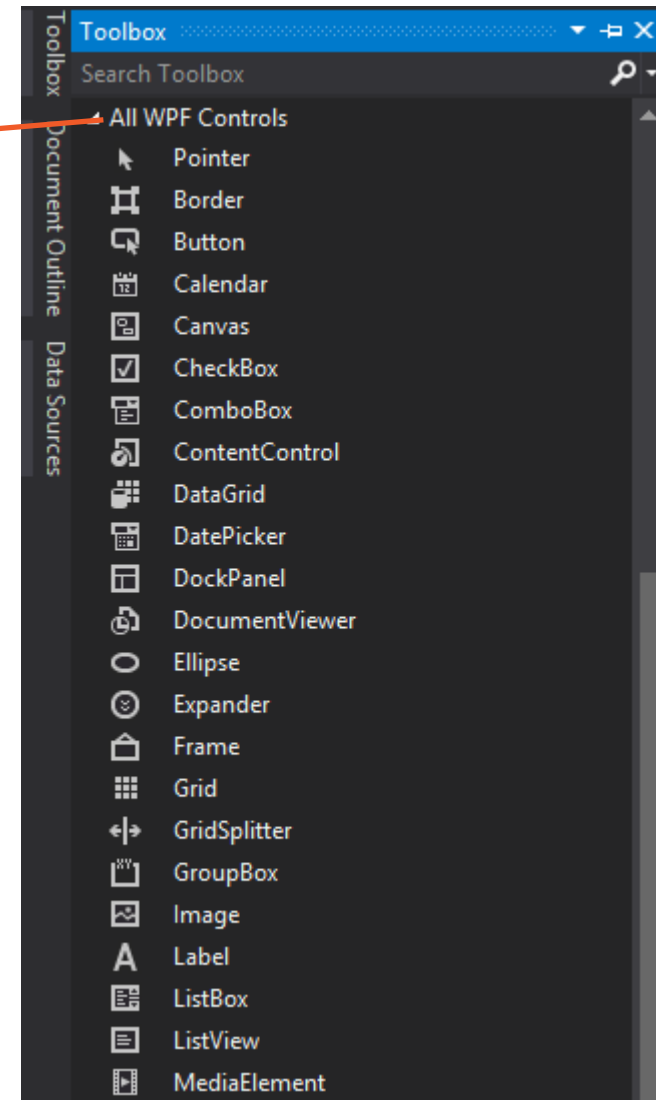 Toolbox
Document Outline
Data Sources
Toolbox
Search Toolbox
All WPF Controls
Pointer
Border
Button
Calendar
Canvas
CheckBox
ComboBox
ContentControl
DataGrid
DatePicker
DockPanel
DocumentViewer
Ellipse
Expander
Frame
Grid
GridSplitter
GroupBox
Image
Label
ListBox
ListView
MediaElement